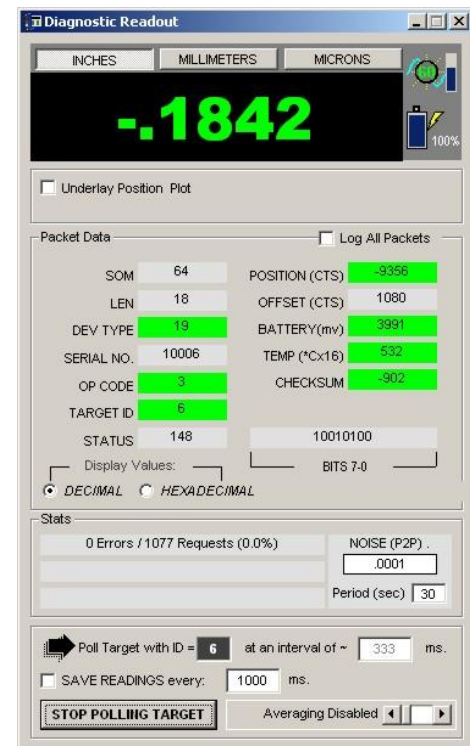 Diagnostic Readout
INCHES MILLIMETERS MICRONS
60
-.1842
100%
Underlay Position Plot
Packet Data Log All Packets
SOM 64 POSITION (CTS) -9356
LEN 18 OFFSET (CTS) 1080
DEV TYPE 19 BATTERY(mv) 3991
SERIAL NO. 10006 TEMP (*Cx16) 532
OP CODE 3 CHECKSUM -902
TARGET ID 6
STATUS 148 10010100
Display Values: BITS 7-0
DECIMAL HEXADECIMAL
Stats
0 Errors / 1077 Requests (0.0%) NOISE (P2P) .
.0001
Period (sec) 30
Poll Target with ID = 6 at an interval of ~ 333 ms.
SAVE READINGS every: 1000 ms.
STOP POLLING TARGET Averaging Disabled